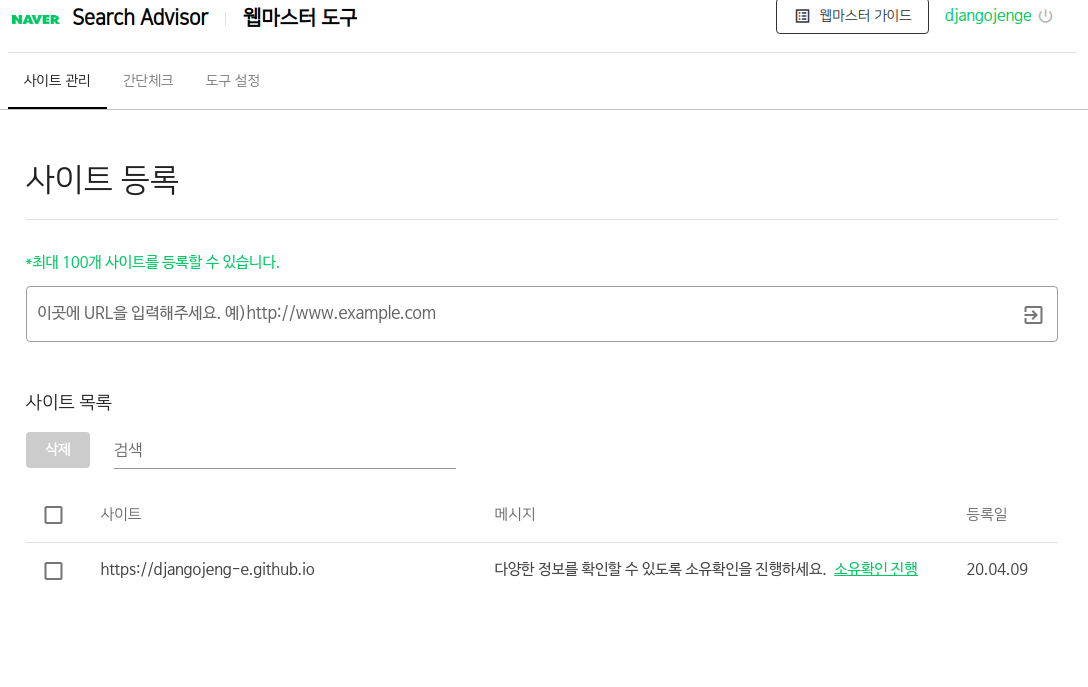 NAVER Search Advisor 웹마스터 도구 웹마스터 가이드 djangojenge
사이트 관리 간단체크 도구 설정
사이트 등록
*최대 100개 사이트를 등록할 수 있습니다.
이곳에 URL을 입력해주세요. 예)http://www.example.com
사이트 목록
삭제 검색
사이트 메시지 등록일
https://djangojeng-e.github.io 다양한 정보를 확인할 수 있도록 소유확인을 진행하세요. 소유확인 진행 20.04.09